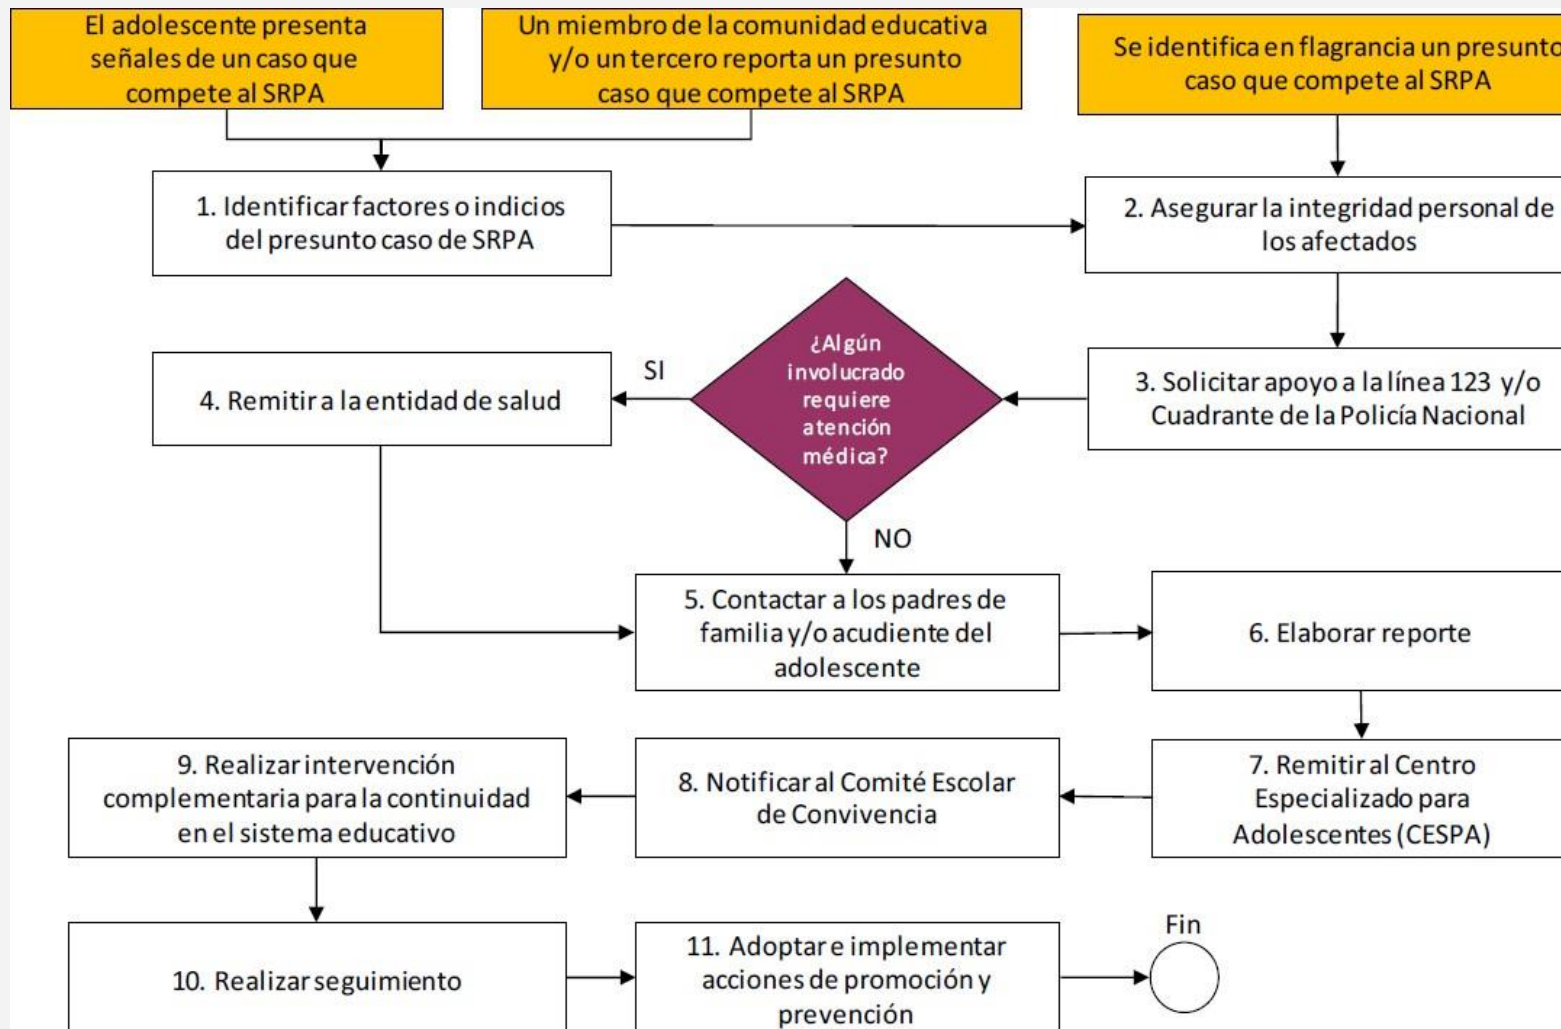 El adolescente presenta
señales de un caso que
compete al SRPA
Un miembro de la comunidad educativa
y/o un tercero reporta un presunto
caso que compete al SRPA
Se identifica en flagrancia un presunto
caso que compete al SRPA
1. Identificar factores o indicios
del presunto caso de SRPA
2. Asegurar la integridad personal de
los afectados
¿Algún
involucrado
requiere
atención
médica?
SI
NO
3. Solicitar apoyo a la línea 123 y/o
Cuadrante de la Policía Nacional
4. Remitir a la entidad de salud
5. Contactar a los padres de
familia y/o acudiente del
adolescente
6. Elaborar reporte
7. Remitir al Centro
Especializado para
Adolescentes (CESPA)
8. Notificar al Comité Escolar
de Convivencia
9. Realizar intervención
complementaria para la continuidad
en el sistema educativo
10. Realizar seguimiento
11. Adoptar e implementar
acciones de promoción y
prevención
Fin